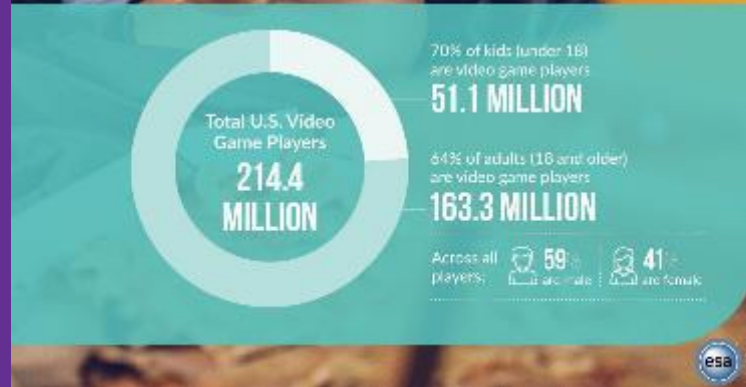 Total U.S. Video
Game Players
214.4
MILLION
70% of kids (under 18)
are video game players
51.1 MILLION
64% of adults (18 and older)
are video game players
163.3 MILLION
Across all
players:
59%
are male
41%
are female
esa